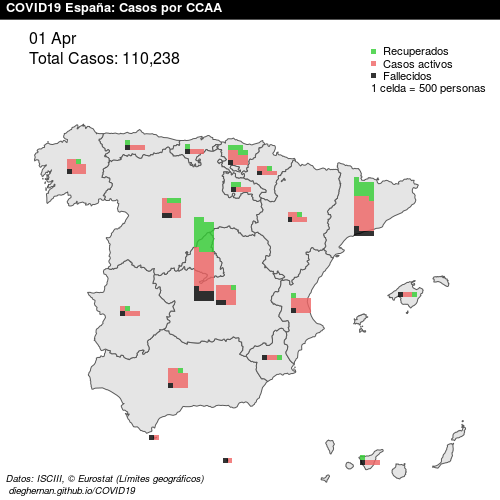 COVID19 España: Casos por CCAA
01 Apr
Total Casos: 110,238
Recuperados
Casos activos
Fallecidos
1 celda = 500 personas
Datos: ISCIII, © Eurostat (Límites geográficos)
dieghernan.github.io/COVID19